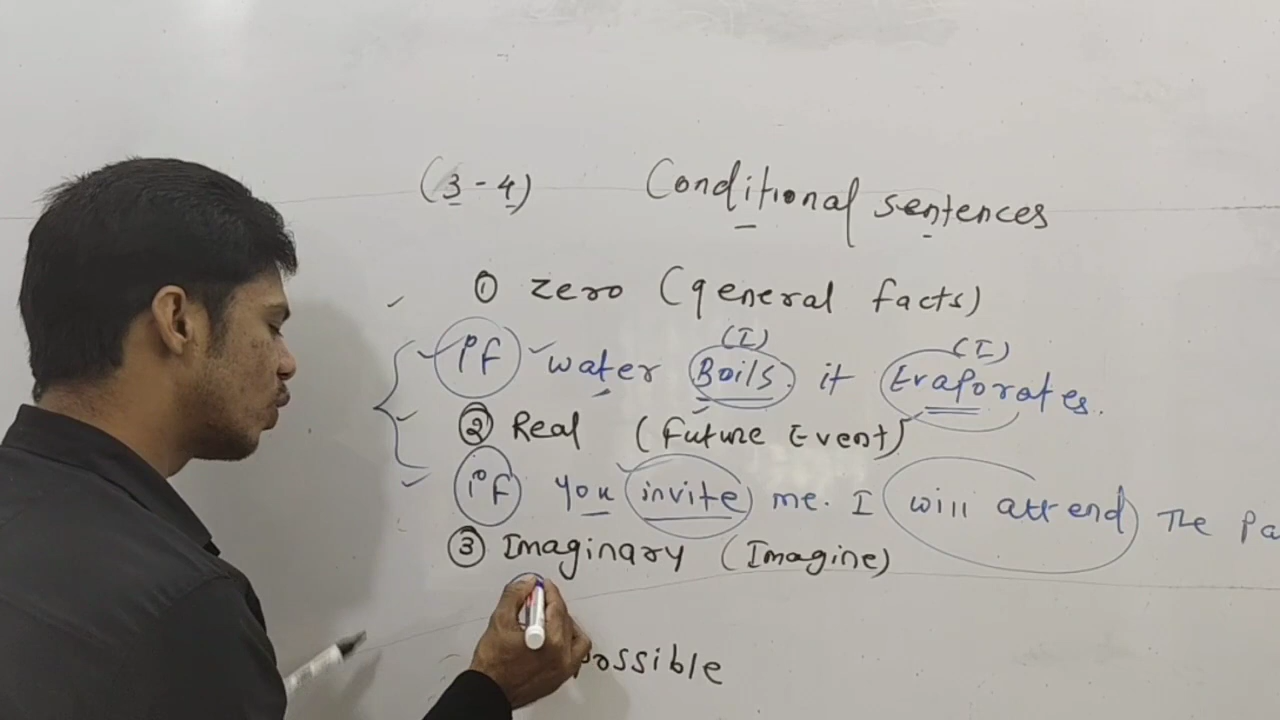 (3-4) Conditional sentences
① zero (general facts)
(I) (I)
if water Boils it Evaporates.
② Real (Future Event)
if you invite me. I will attend The Pa
③ Imaginary (Imagine)
possible